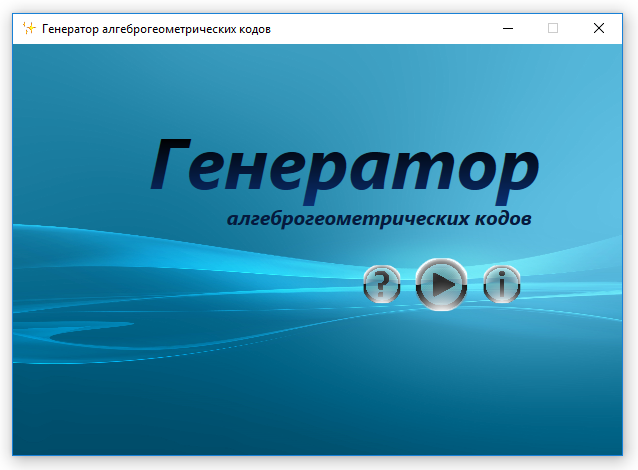 Генератор алгеброгеометрических кодов
Генератор
алгеброгеометрических кодов
? i